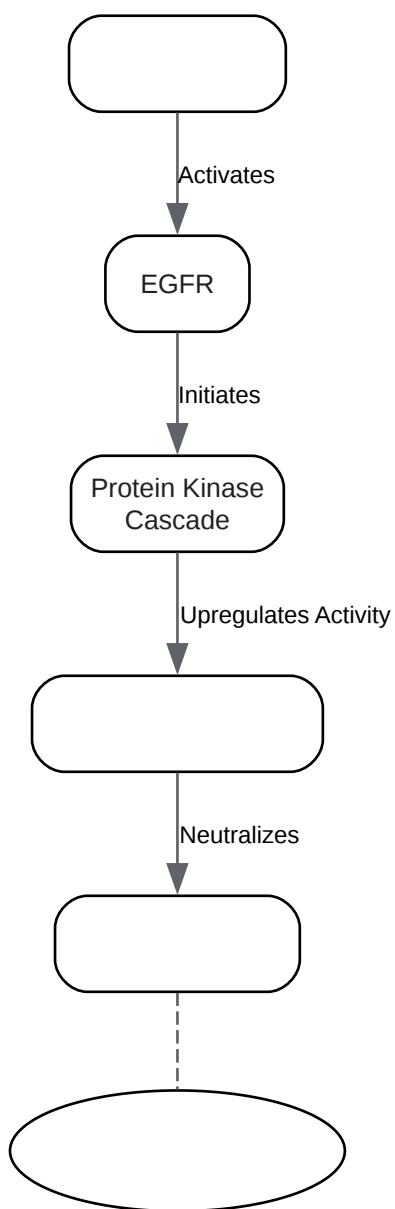 Activates
EGFR
Initiates
Protein Kinase
Cascade
Upregulates Activity
Neutralizes